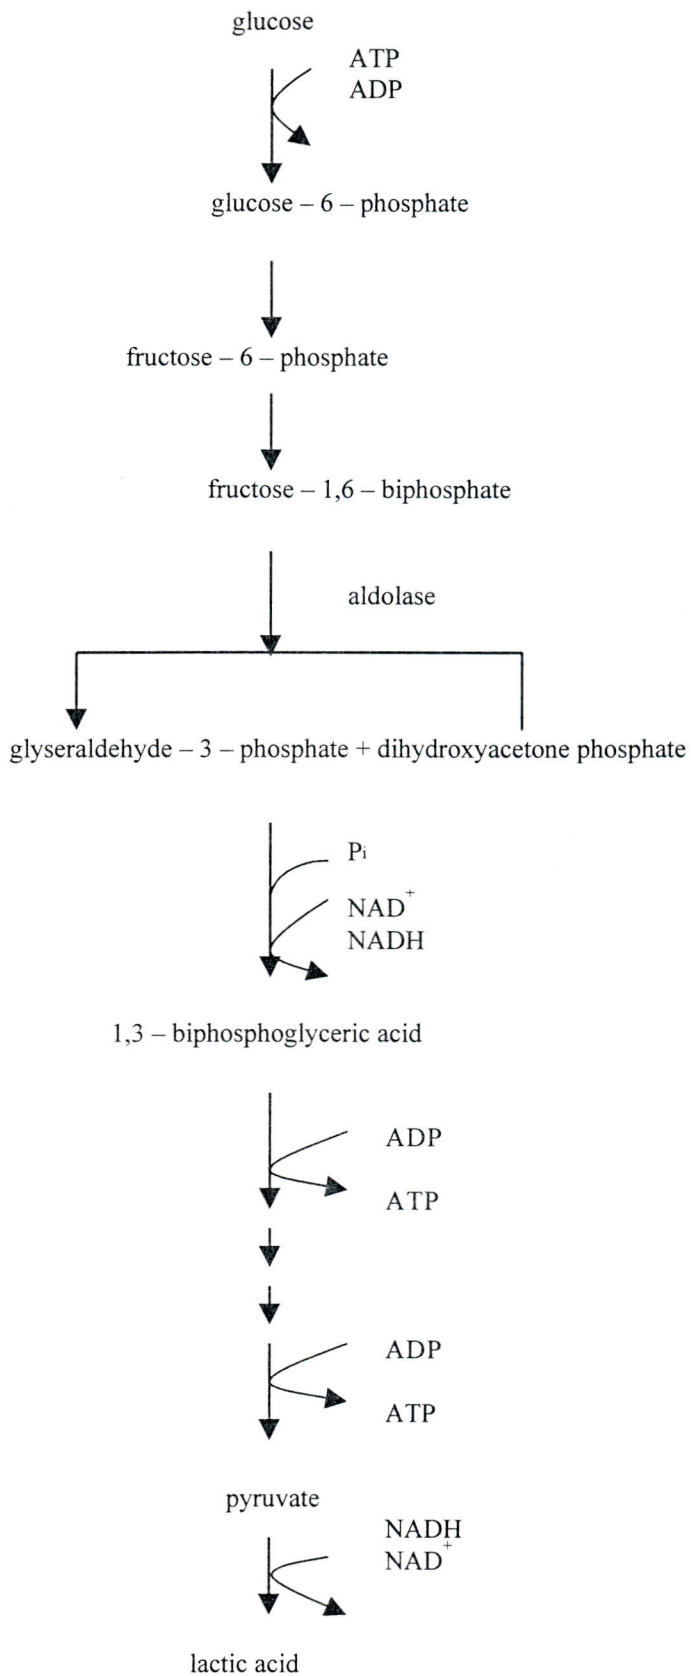 glucose
ATP
ADP
glucose – 6 – phosphate
fructose – 6 – phosphate
fructose – 1,6 – biphosphate
aldolase
glyseraldehyde – 3 – phosphate + dihydroxyacetone phosphate
Pi
NAD+
NADH
1,3 – biphosphoglyceric acid
ADP
ATP
ADP
ATP
pyruvate
NADH
NAD+
lactic acid